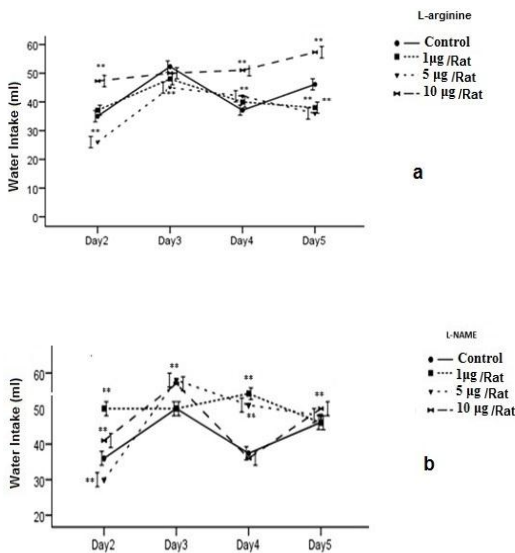 L-arginine
Control
1µg /Rat
5 µg /Rat
10 µg /Rat
Water Intake (ml)
60
50
40
30
20
10
0
**
**
**
**
**
**
**
**
**
Day2
Day3
Day4
Day5
a
L-NAME
Control
1µg /Rat
5 µg /Rat
10 µg /Rat
Water Intake (ml)
60
50
40
30
20
**
**
**
**
**
**
**
Day2
Day3
Day4
Day5
b